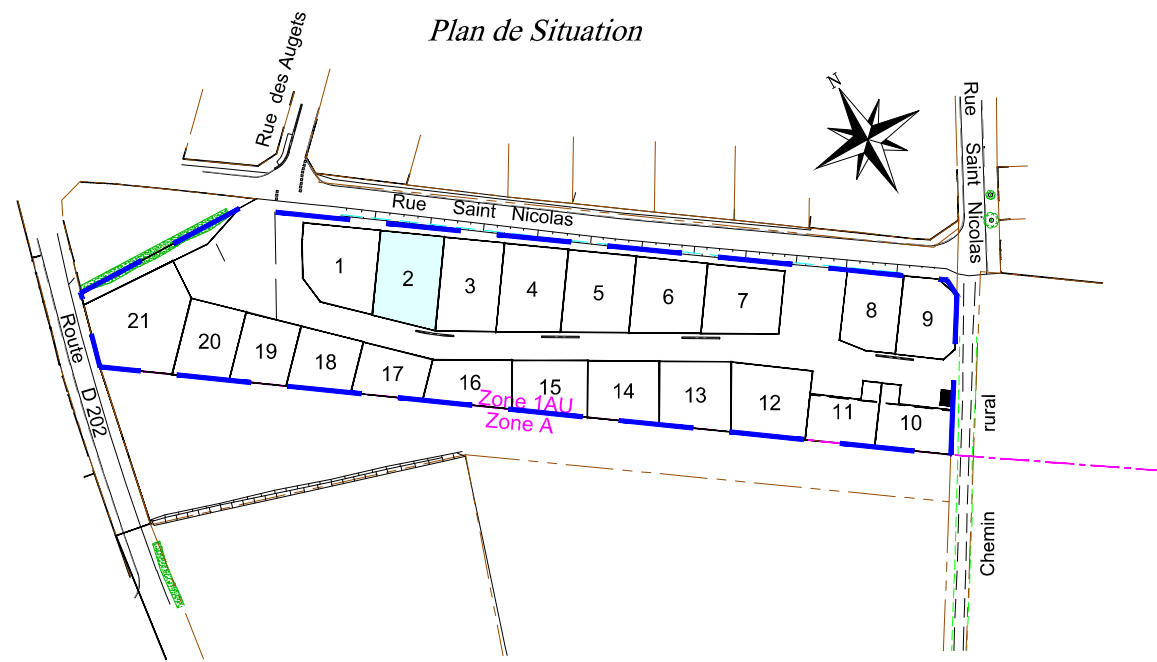 Plan de Situation
Rue des Augets
N
Rue Saint Nicolas
Rue Saint Nicolas
1
2
3
4
5
6
7
8
9
21
20
19
18
17
16
15
14
13
12
11
10
Zone 1AU
Zone A
Route D 202
Chemin rural